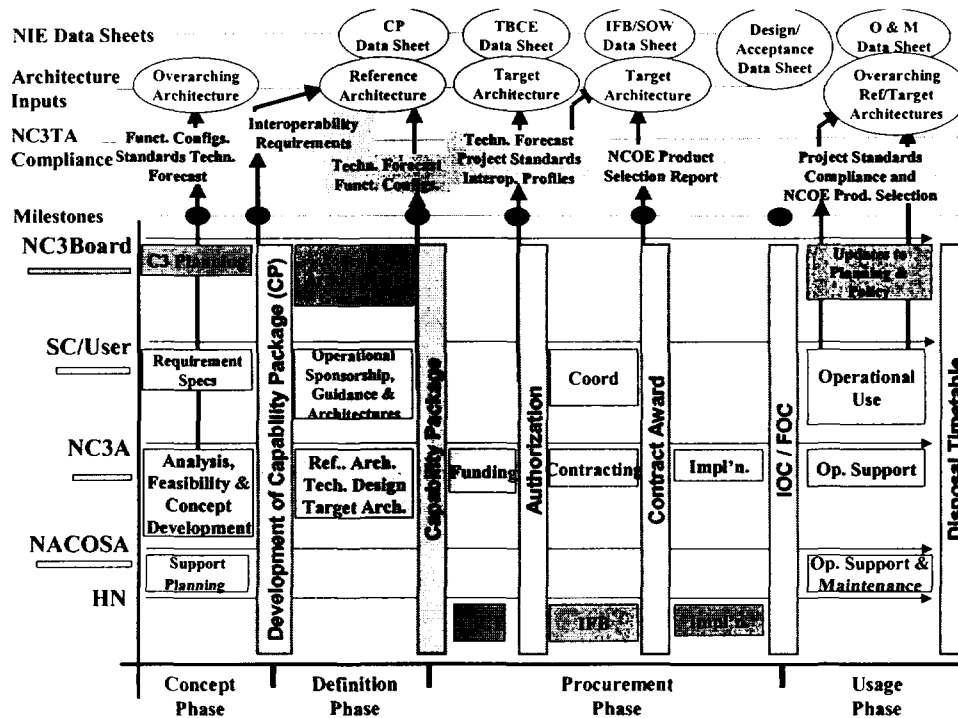 NIE Data Sheets
CP
Data Sheet
TBCE
Data Sheet
IFB/SOW
Data Sheet
Design/
Acceptance
Data Sheet
O & M
Data Sheet
Architecture
Inputs
Overarching
Architecture
Reference
Architecture
Target
Architecture
Target
Architecture
Overarching
Ref/Target
Architectures
NC3TA
Compliance
Funct. Configs.
Standards Techn.
Forecast
Interoperability
Requirements
Techn. Forecast
Funct. Configs.
Techn. Forecast
Project Standards
Interop. Profiles
NCOE Product
Selection Report
Project Standards
Compliance and
NCOE Prod. Selection
Milestones
NC3Board
C3 Planning
Updates to
Planning &
Policy
SC/User
Requirement
Specs
Operational
Sponsorship,
Guidance &
Architectures
Coord
Operational
Use
NC3A
Analysis,
Feasibility &
Concept
Development
Ref.. Arch.
Tech. Design
Target Arch.
Funding
Contracting
Impl'n.
Op. Support
NACOSA
Support
Planning
Op. Support &
Maintenance
HN
IFB
Impl'n.
Development of Capability Package (CP)
Capability Package
Authorization
Contract Award
IOC / FOC
Disposal Timetable
Concept
Phase
Definition
Phase
Procurement
Phase
Usage
Phase